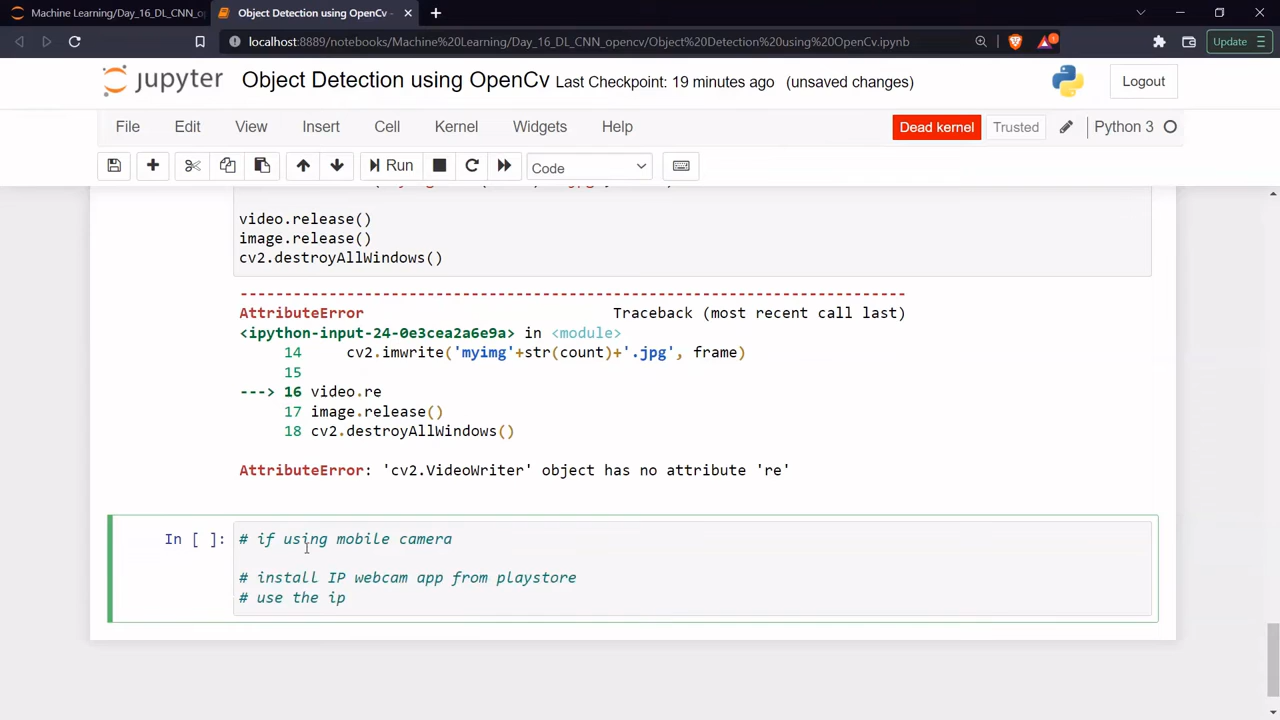 Machine Learning/Day_16_DL_CNN_op
Object Detection using OpenCv -
localhost:8889/notebooks/Machine%20Learning/Day_16_DL_CNN_opencv/Object%20Detection%20using%20OpenCv.ipynb
Update
jupyter Object Detection using OpenCv Last Checkpoint: 19 minutes ago (unsaved changes)
Logout
File Edit View Insert Cell Kernel Widgets Help
Dead kernel Trusted Python 3
Run Code
video.release()
image.release()
cv2.destroyAllWindows()
---------------------------------------------------------------------------
AttributeError Traceback (most recent call last)
<ipython-input-24-0e3cea2a6e9a> in <module>
14 cv2.imwrite('myimg'+str(count)+'.jpg', frame)
15
---> 16 video.re
17 image.release()
18 cv2.destroyAllWindows()
AttributeError: 'cv2.VideoWriter' object has no attribute 're'
In [ ]: # if using mobile camera
# install IP webcam app from playstore
# use the ip